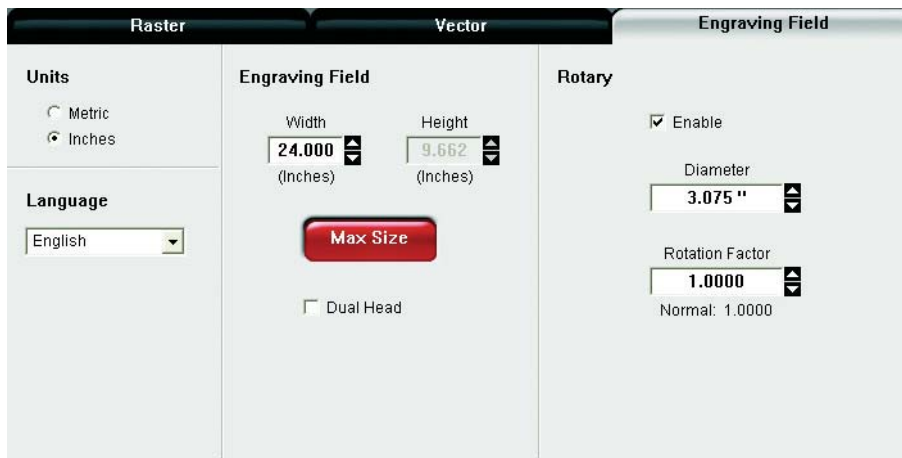 Raster Vector Engraving Field
Units
Metric
Inches
Language
English
Engraving Field
Width Height
24.000 9.662
(Inches) (Inches)
Max Size
Dual Head
Rotary
Enable
Diameter
3.075 "
Rotation Factor
1.0000
Normal: 1.0000